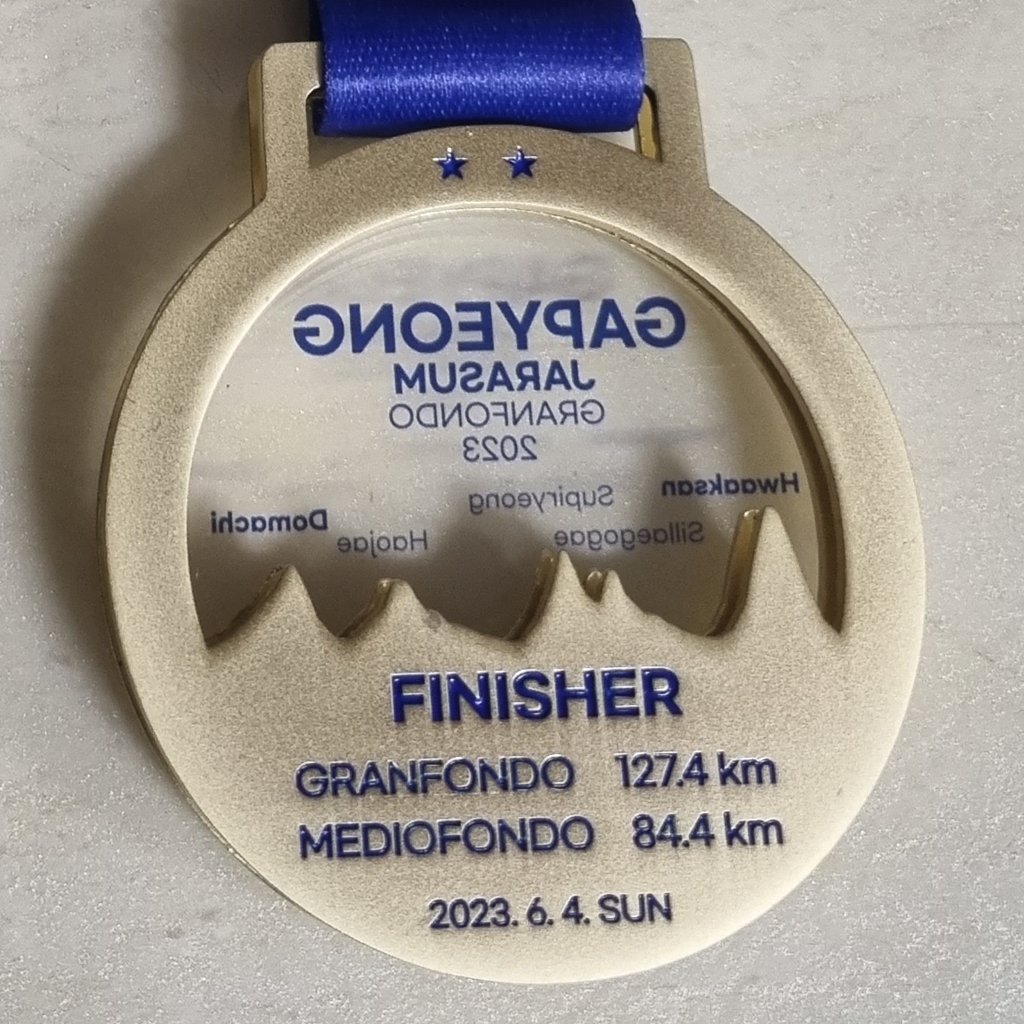 GAPYEONG
JARASUM
GRANFONDO
2023
Hwaaksan
Supiryeong
Sillaegogae
Domachi
Haojae
FINISHER
GRANFONDO 127.4 km
MEDIOFONDO 84.4 km
2023. 6. 4. SUN